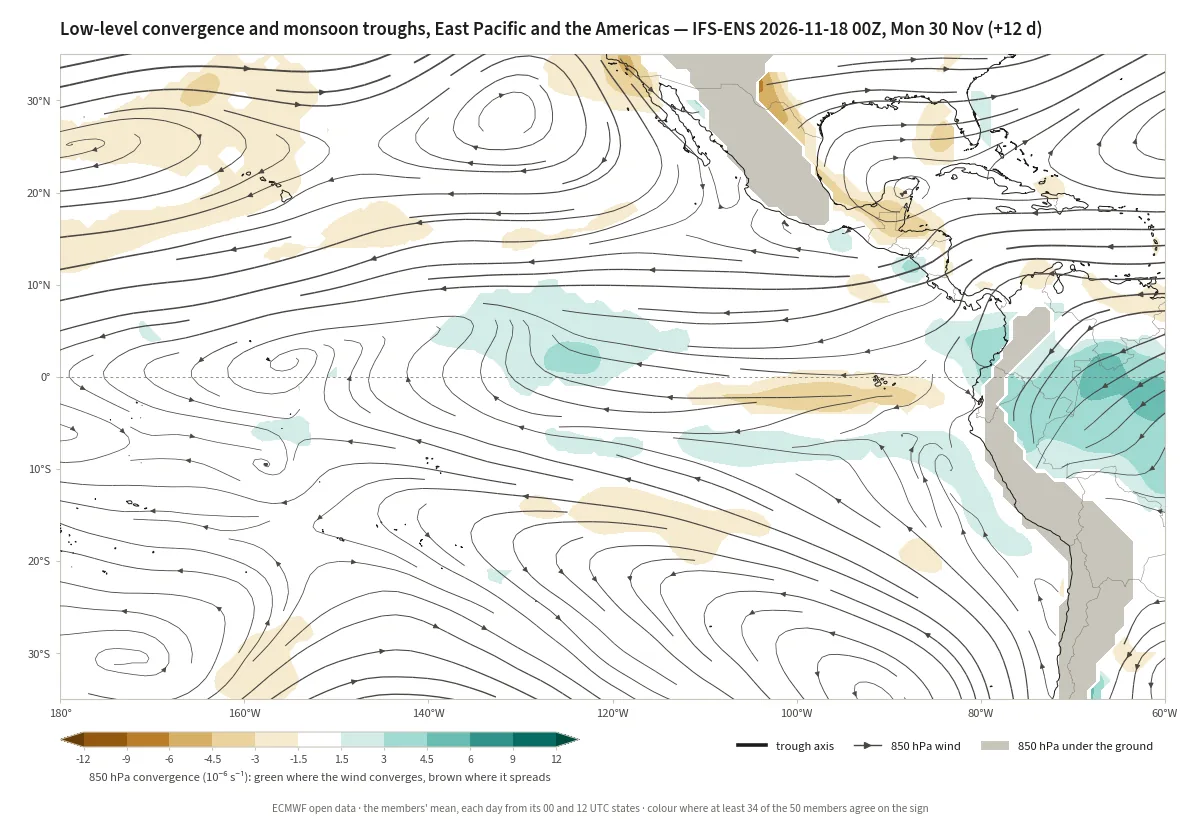 Low-level convergence and monsoon troughs, East Pacific and the Americas — IFS-ENS 2026-11-18 00Z, Mon 30 Nov (+12 d)
30°N
20°N
10°N
0°
10°S
20°S
30°S
180° 160°W 140°W 120°W 100°W 80°W 60°W
-12 -9 -6 -4.5 -3 -1.5 1.5 3 4.5 6 9 12
850 hPa convergence (10⁻⁶ s⁻¹): green where the wind converges, brown where it spreads
trough axis 850 hPa wind 850 hPa under the ground
ECMWF open data · the members' mean, each day from its 00 and 12 UTC states · colour where at least 34 of the 50 members agree on the sign